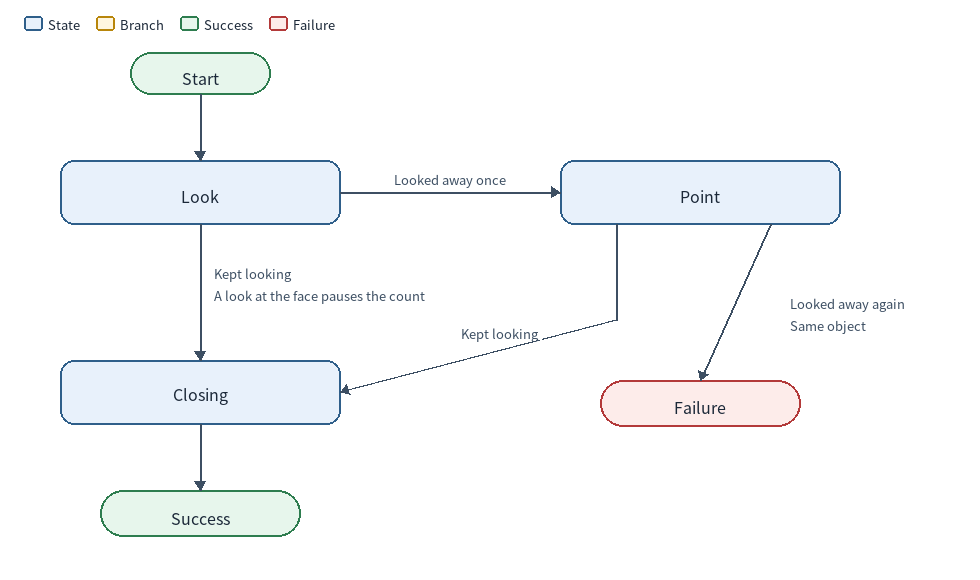 State
Branch
Success
Failure
Start
Look
Looked away once
Point
Kept looking
A look at the face pauses the count
Looked away again
Same object
Kept looking
Closing
Failure
Success